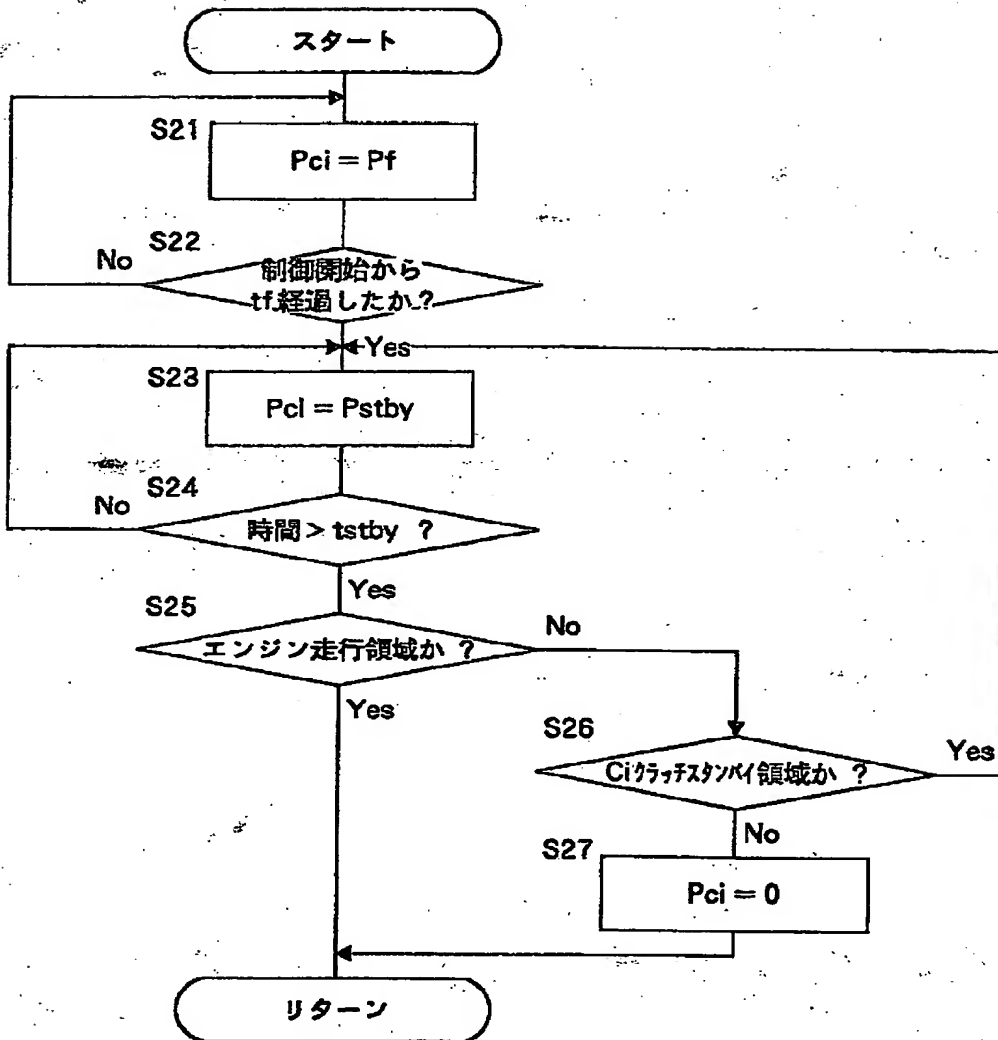 スタート
S21
Pci = Pf
S22
No
制御開始から
tf.経過したか?
Yes
S23
Pci = Pstby
S24
No
時間 > tstby ?
Yes
S25
エンジン走行領域か ?
No
Yes
S26
Ciクラッチスタンバイ領域か ?
Yes
No
S27
Pci = 0
リターン